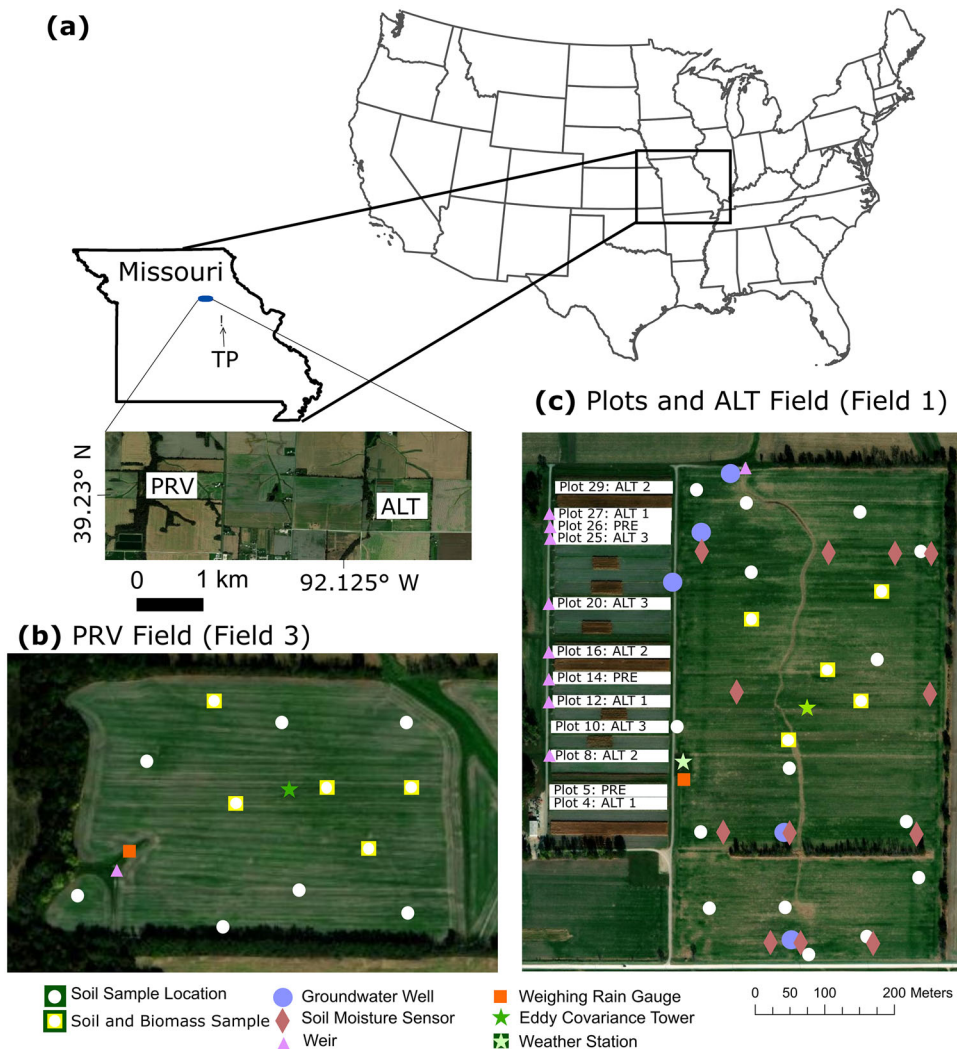 (a)
Missouri
!
TP
39.23° N
PRV
ALT
0 1 km
92.125° W
(b) PRV Field (Field 3)
(c) Plots and ALT Field (Field 1)
Plot 29: ALT 2
Plot 27: ALT 1
Plot 26: PRE
Plot 25: ALT 3
Plot 20: ALT 3
Plot 16: ALT 2
Plot 14: PRE
Plot 12: ALT 1
Plot 10: ALT 3
Plot 8: ALT 2
Plot 5: PRE
Plot 4: ALT 1
Soil Sample Location
Soil and Biomass Sample
Groundwater Well
Soil Moisture Sensor
Weir
Weighing Rain Gauge
Eddy Covariance Tower
Weather Station
0 50 100 200 Meters